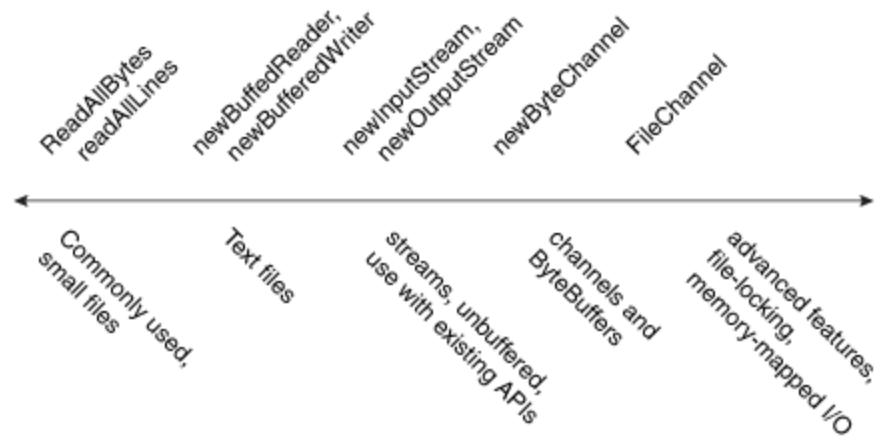 ReadAllBytes
readAllLines
newBuffedReader,
newBufferedWriter
newInputStream,
newOutputStream
newByteChannel
FileChannel
Commonly used,
small files
Text files
streams, unbuffered,
use with existing APIs
channels and
ByteBuffers
advanced features,
file-locking,
memory-mapped I/O